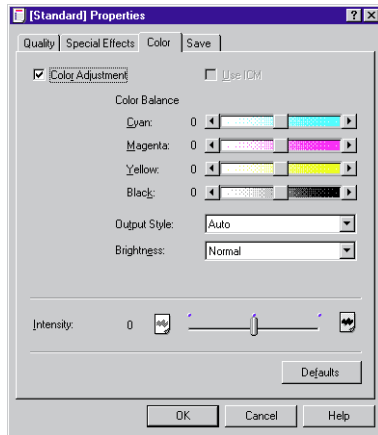 [Standard] Properties
Quality Special Effects Color Save
Color Adjustment Use ICM
Color Balance
Cyan: 0
Magenta: 0
Yellow: 0
Black: 0
Output Style: Auto
Brightness: Normal
Intensity: 0
Defaults
OK Cancel Help